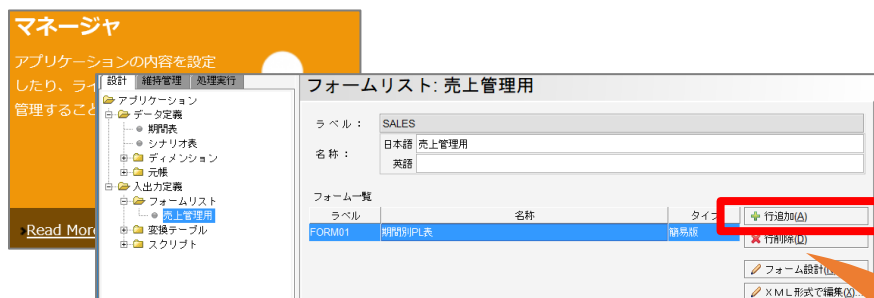 マネージャ
アプリケーションの内容を設定
したり、ライ
管理すること
Read Mor
設計 維持管理 処理実行
アプリケーション
データ定義
期間表
シナリオ表
ディメンション
元帳
入出力定義
フォームリスト
売上管理用
変換テーブル
スクリプト
フォームリスト: 売上管理用
ラベル: SALES
名称: 日本語 売上管理用
英語
フォーム一覧
ラベル 名称 タイプ
FORM01 期間別PL表 簡易版
行追加(A)
行削除(D)
フォーム設計
XML形式で編集(X)...